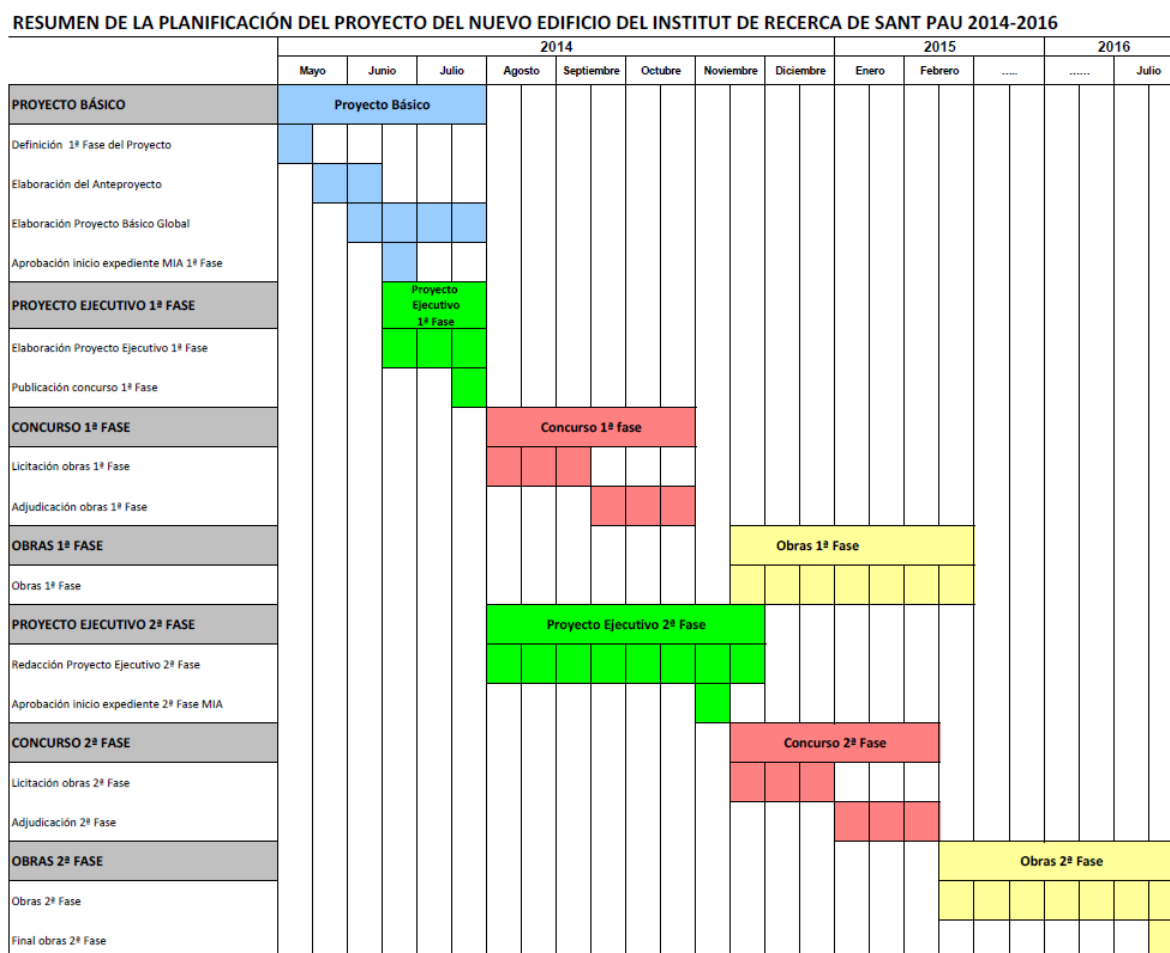 RESUMEN DE LA PLANIFICACIÓN DEL PROYECTO DEL NUEVO EDIFICIO DEL INSTITUT DE RECERCA DE SANT PAU 2014-2016
2014 2015 2016
Mayo Junio Julio Agosto Septiembre Octubre Noviembre Diciembre Enero Febrero ..... ...... Julio
PROYECTO BÁSICO Proyecto Básico
Definición 1ª Fase del Proyecto
Elaboración del Anteproyecto
Elaboración Proyecto Básico Global
Aprobación inicio expediente MIA 1ª Fase
PROYECTO EJECUTIVO 1ª FASE
Proyecto
Ejecutivo
1ª Fase
Elaboración Proyecto Ejecutivo 1ª Fase
Publicación concurso 1ª Fase
CONCURSO 1ª FASE Concurso 1ª fase
Licitación obras 1ª Fase
Adjudicación obras 1ª Fase
OBRAS 1ª FASE Obras 1ª Fase
Obras 1ª Fase
PROYECTO EJECUTIVO 2ª FASE Proyecto Ejecutivo 2ª Fase
Redacción Proyecto Ejecutivo 2ª Fase
Aprobación inicio expediente 2ª Fase MIA
CONCURSO 2ª FASE Concurso 2ª Fase
Licitación obras 2ª Fase
Adjudicación 2ª Fase
OBRAS 2ª FASE Obras 2ª Fase
Obras 2ª Fase
Final obras 2ª Fase